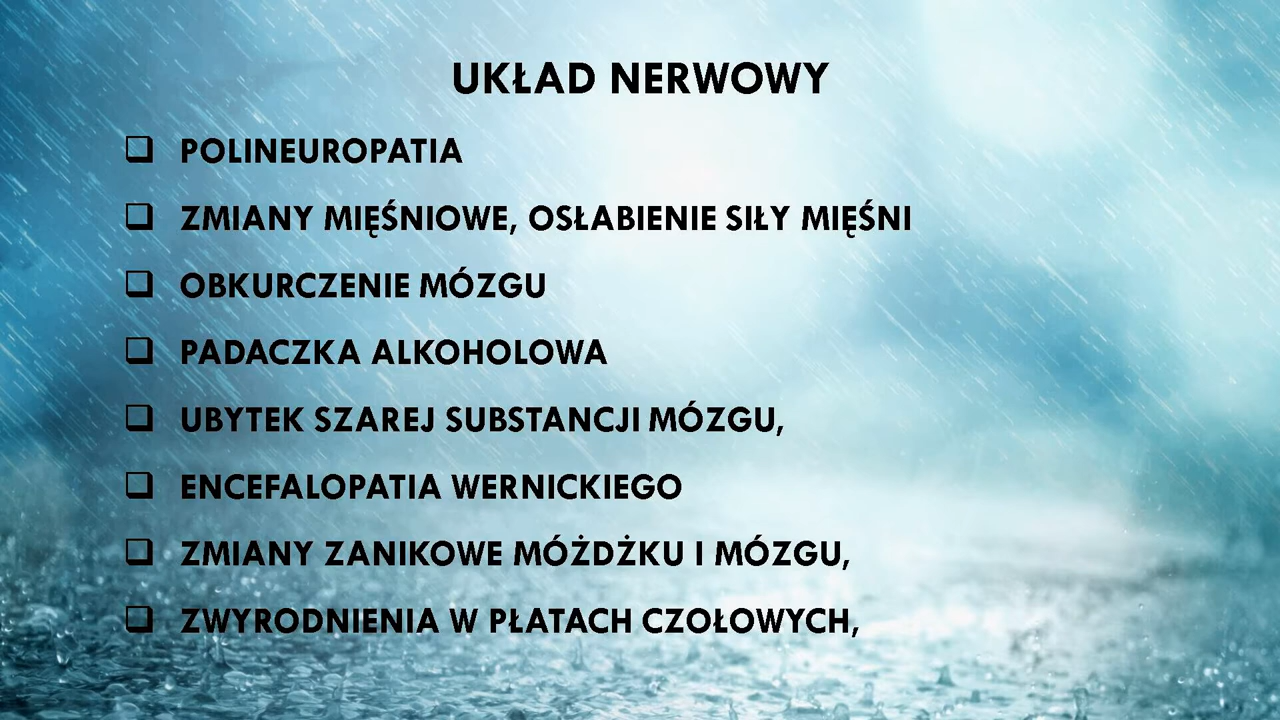 UKŁAD NERWOWY
❑ POLINEUROPATIA
❑ ZMIANY MIĘŚNIOWE, OSŁABIENIE SIŁY MIĘŚNI
❑ OBKURCZENIE MÓZGU
❑ PADACZKA ALKOHOLOWA
❑ UBYTEK SZAREJ SUBSTANCJI MÓZGU,
❑ ENCEFALOPATIA WERNICKIEGO
❑ ZMIANY ZANIKOWE MÓŻDŻKU I MÓZGU,
❑ ZWYRODNIENIA W PŁATACH CZOŁOWYCH,